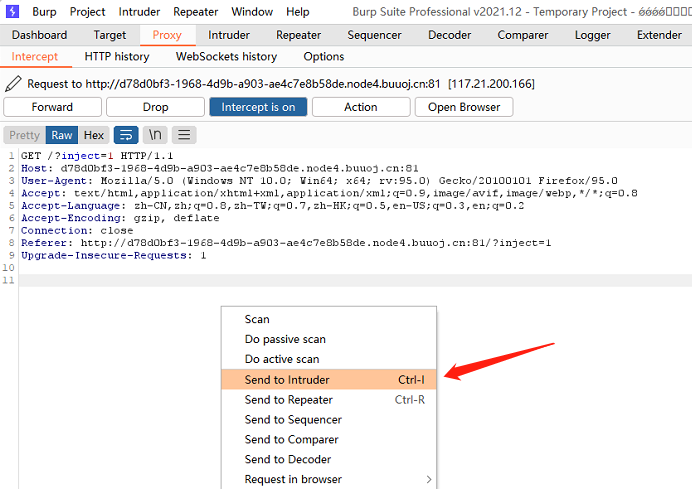 Burp Project Intruder Repeater Window Help Burp Suite Professional v2021.12 - Temporary Project -
Dashboard Target Proxy Intruder Repeater Sequencer Decoder Comparer Logger Extender
Intercept HTTP history WebSockets history Options
Request to http://d78d0bf3-1968-4d9b-a903-ae4c7e8b58de.node4.buuoj.cn:81 [117.21.200.166]
Forward Drop Intercept is on Action Open Browser
Pretty Raw Hex \n
1 GET /?inject=1 HTTP/1.1
2 Host: d78d0bf3-1968-4d9b-a903-ae4c7e8b58de.node4.buuoj.cn:81
3 User-Agent: Mozilla/5.0 (Windows NT 10.0; Win64; x64; rv:95.0) Gecko/20100101 Firefox/95.0
4 Accept: text/html,application/xhtml+xml,application/xml;q=0.9,image/avif,image/webp,*/*;q=0.8
5 Accept-Language: zh-CN,zh;q=0.8,zh-TW;q=0.7,zh-HK;q=0.5,en-US;q=0.3,en;q=0.2
6 Accept-Encoding: gzip, deflate
7 Connection: close
8 Referer: http://d78d0bf3-1968-4d9b-a903-ae4c7e8b58de.node4.buuoj.cn:81/?inject=1
9 Upgrade-Insecure-Requests: 1
10
11
Scan
Do passive scan
Do active scan
Send to Intruder Ctrl-I
Send to Repeater Ctrl-R
Send to Sequencer
Send to Comparer
Send to Decoder
Request in browser